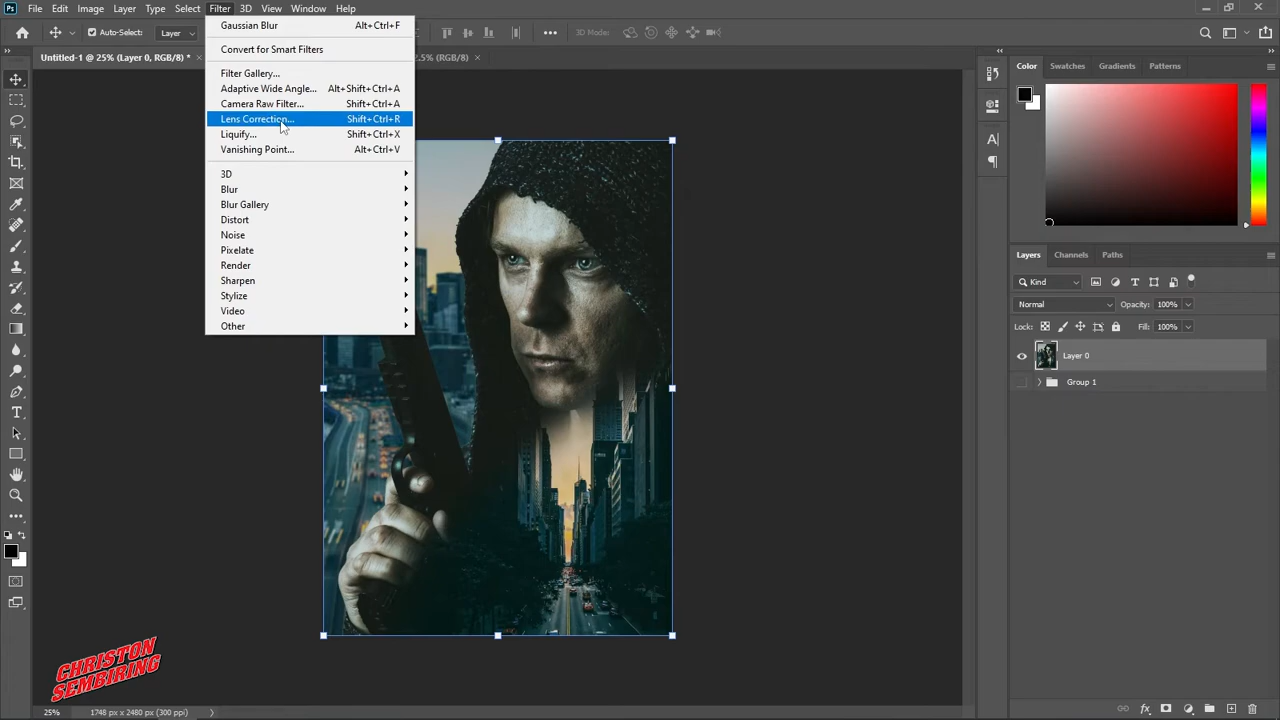 Ps File Edit Image Layer Type Select Filter 3D View Window Help
Auto-Select: Layer
3D Mode:
Untitled-1 @ 25% (Layer 0, RGB/8) *
.5% (RGB/8)
Gaussian Blur Alt+Ctrl+F
Convert for Smart Filters
Filter Gallery...
Adaptive Wide Angle... Alt+Shift+Ctrl+A
Camera Raw Filter... Shift+Ctrl+A
Lens Correction... Shift+Ctrl+R
Liquify... Shift+Ctrl+X
Vanishing Point... Alt+Ctrl+V
3D
Blur
Blur Gallery
Distort
Noise
Pixelate
Render
Sharpen
Stylize
Video
Other
Color Swatches Gradients Patterns
Layers Channels Paths
Kind
Normal Opacity: 100%
Lock: Fill: 100%
Layer 0
Group 1
CHRISTON
SEMBIRING
25% 1748 px x 2480 px (300 ppi)